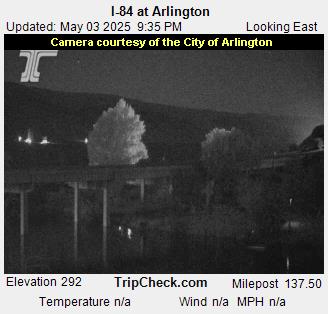 I-84 at Arlington
Updated: May 03 2025 9:35 PM Looking East
Camera courtesy of the City of Arlington
Elevation 292 TripCheck.com Milepost 137.50
Temperature n/a Wind n/a MPH n/a